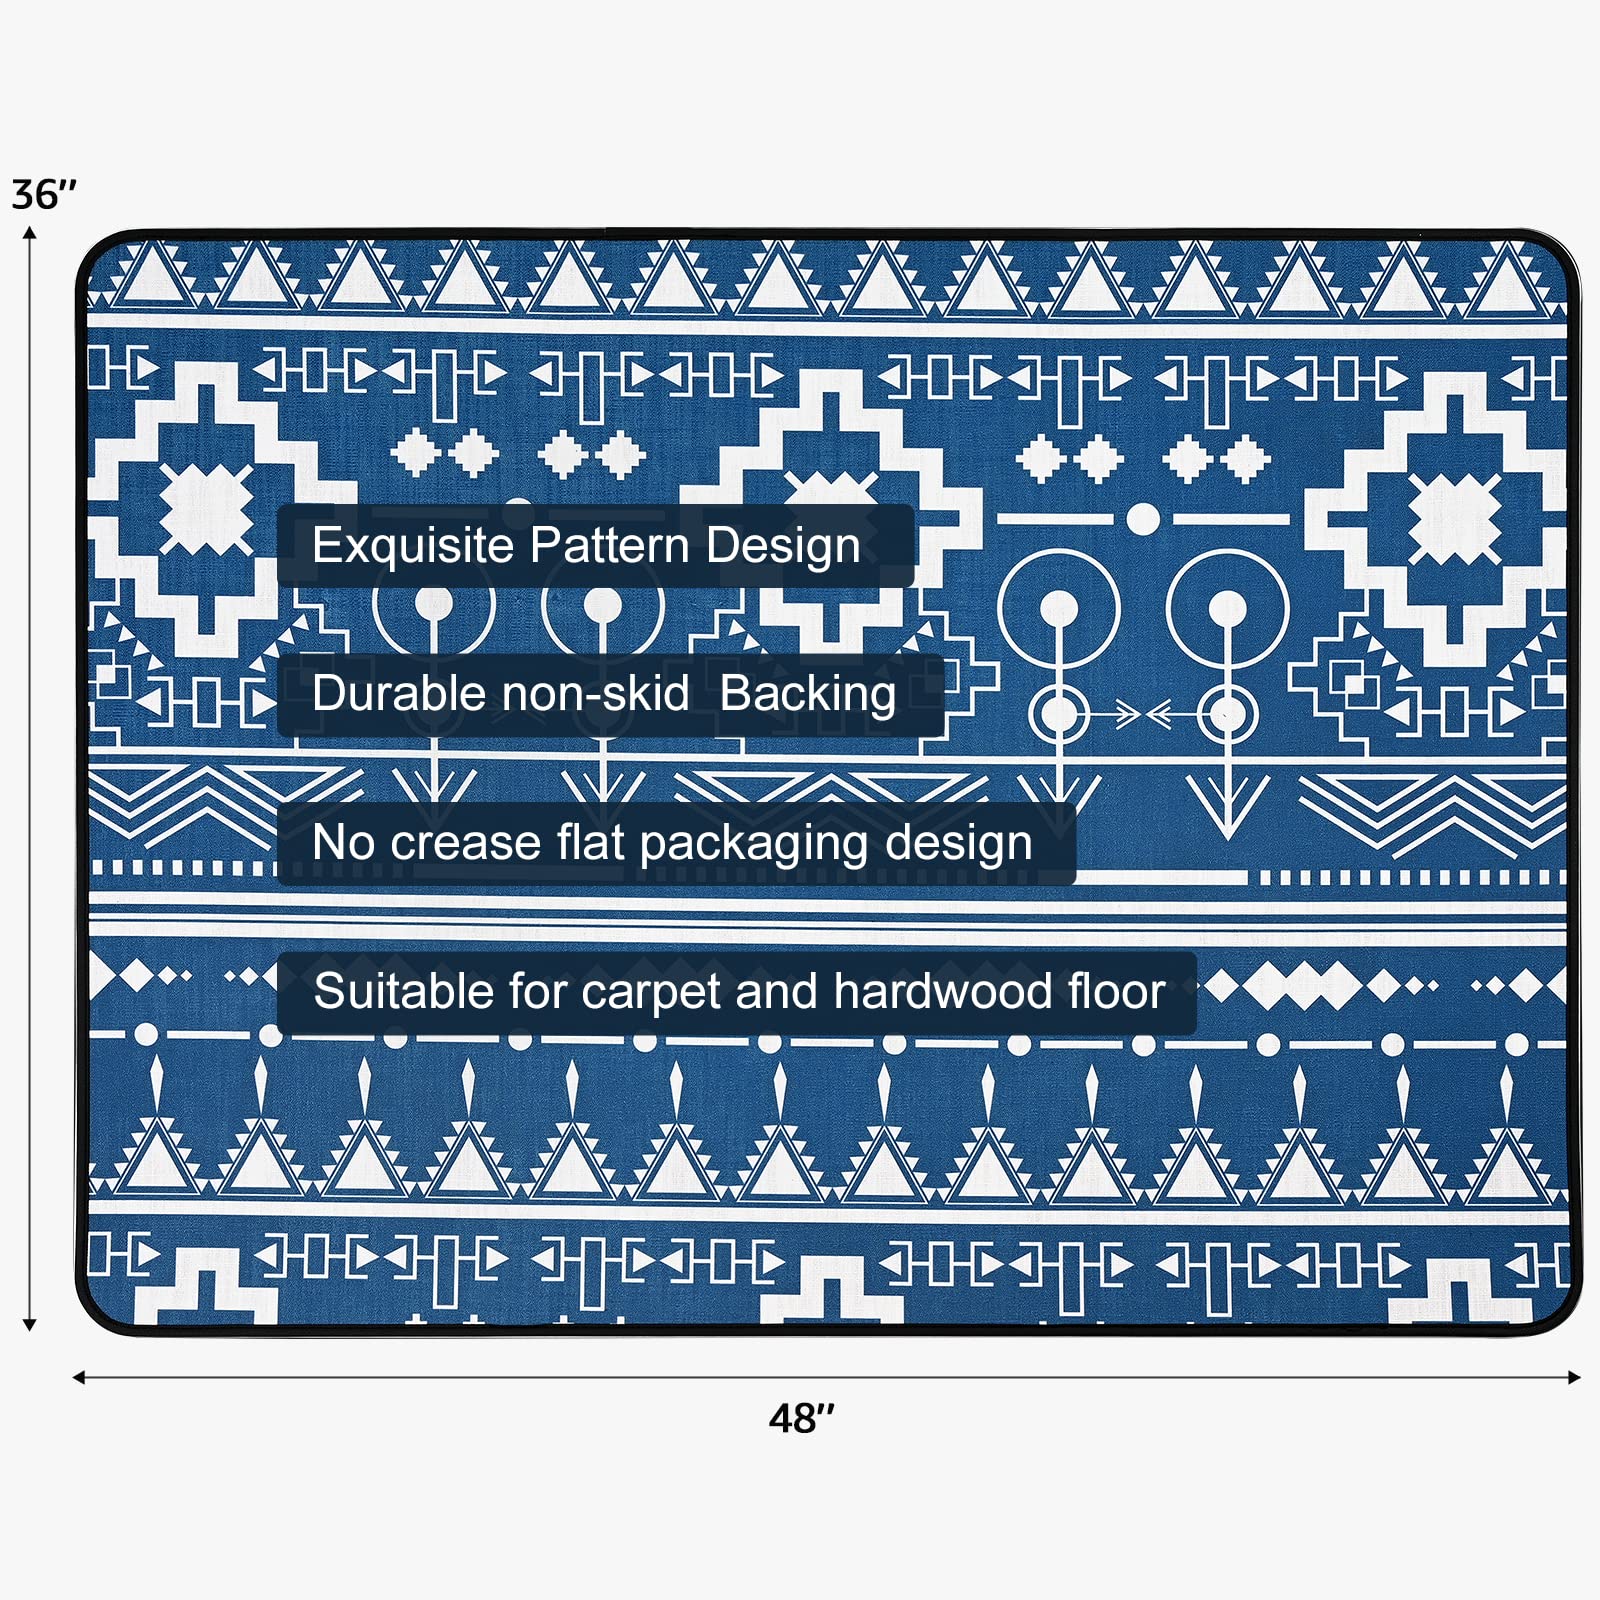 36"
Exquisite Pattern Design
Durable non-skid  Backing
No crease flat packaging design
Suitable for carpet and hardwood floor
48"